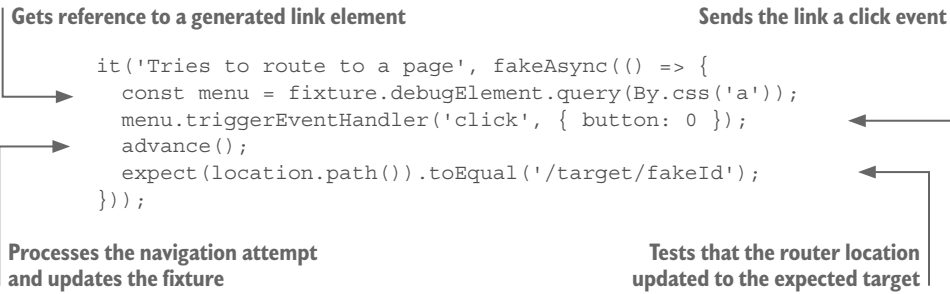 Gets reference to a generated link element
Sends the link a click event
it('Tries to route to a page', fakeAsync(() => {
  const menu = fixture.debugElement.query(By.css('a'));
  menu.triggerEventHandler('click', { button: 0 });
  advance();
  expect(location.path()).toEqual('/target/fakeId');
}));
Processes the navigation attempt
and updates the fixture
Tests that the router location
updated to the expected target